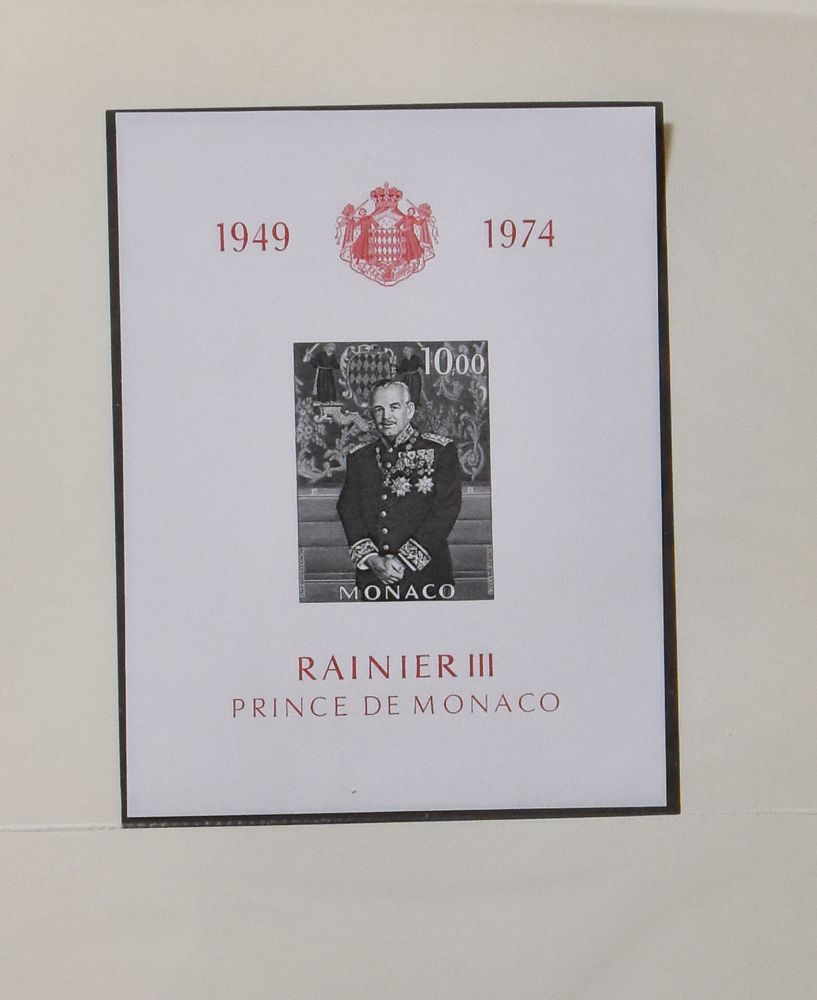 1949 1974
10,00
MONACO
RAINIER III
PRINCE DE MONACO